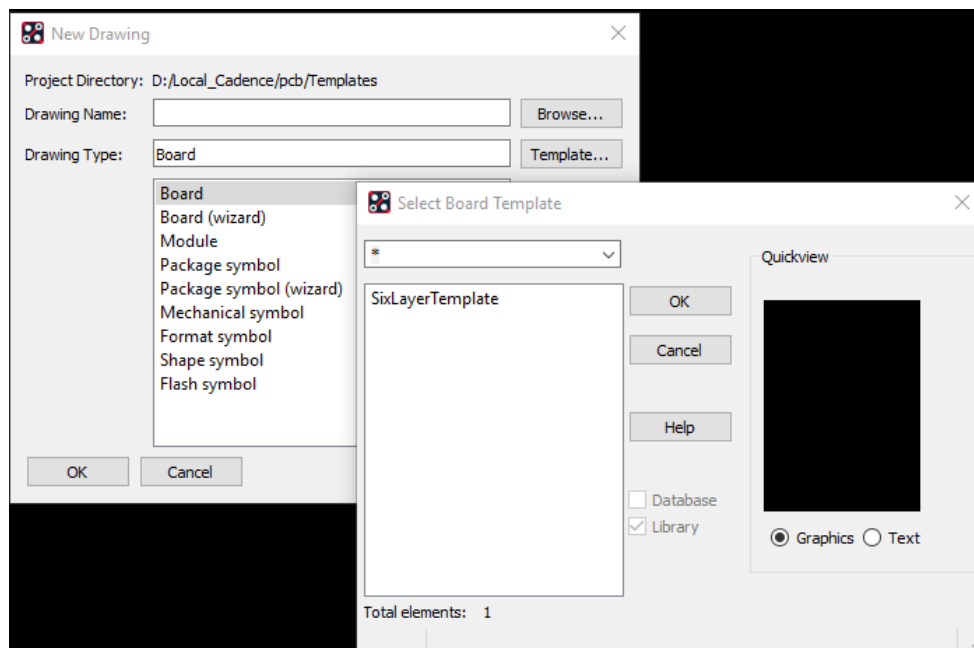 New Drawing
Project Directory: D:/Local_Cadence/pcb/Templates
Drawing Name:
Browse...
Drawing Type: Board
Template...
Board
Board (wizard)
Module
Package symbol
Package symbol (wizard)
Mechanical symbol
Format symbol
Shape symbol
Flash symbol
OK Cancel
Select Board Template
*
SixLayerTemplate
OK
Cancel
Help
Database
Library
Quickview
Graphics Text
Total elements: 1